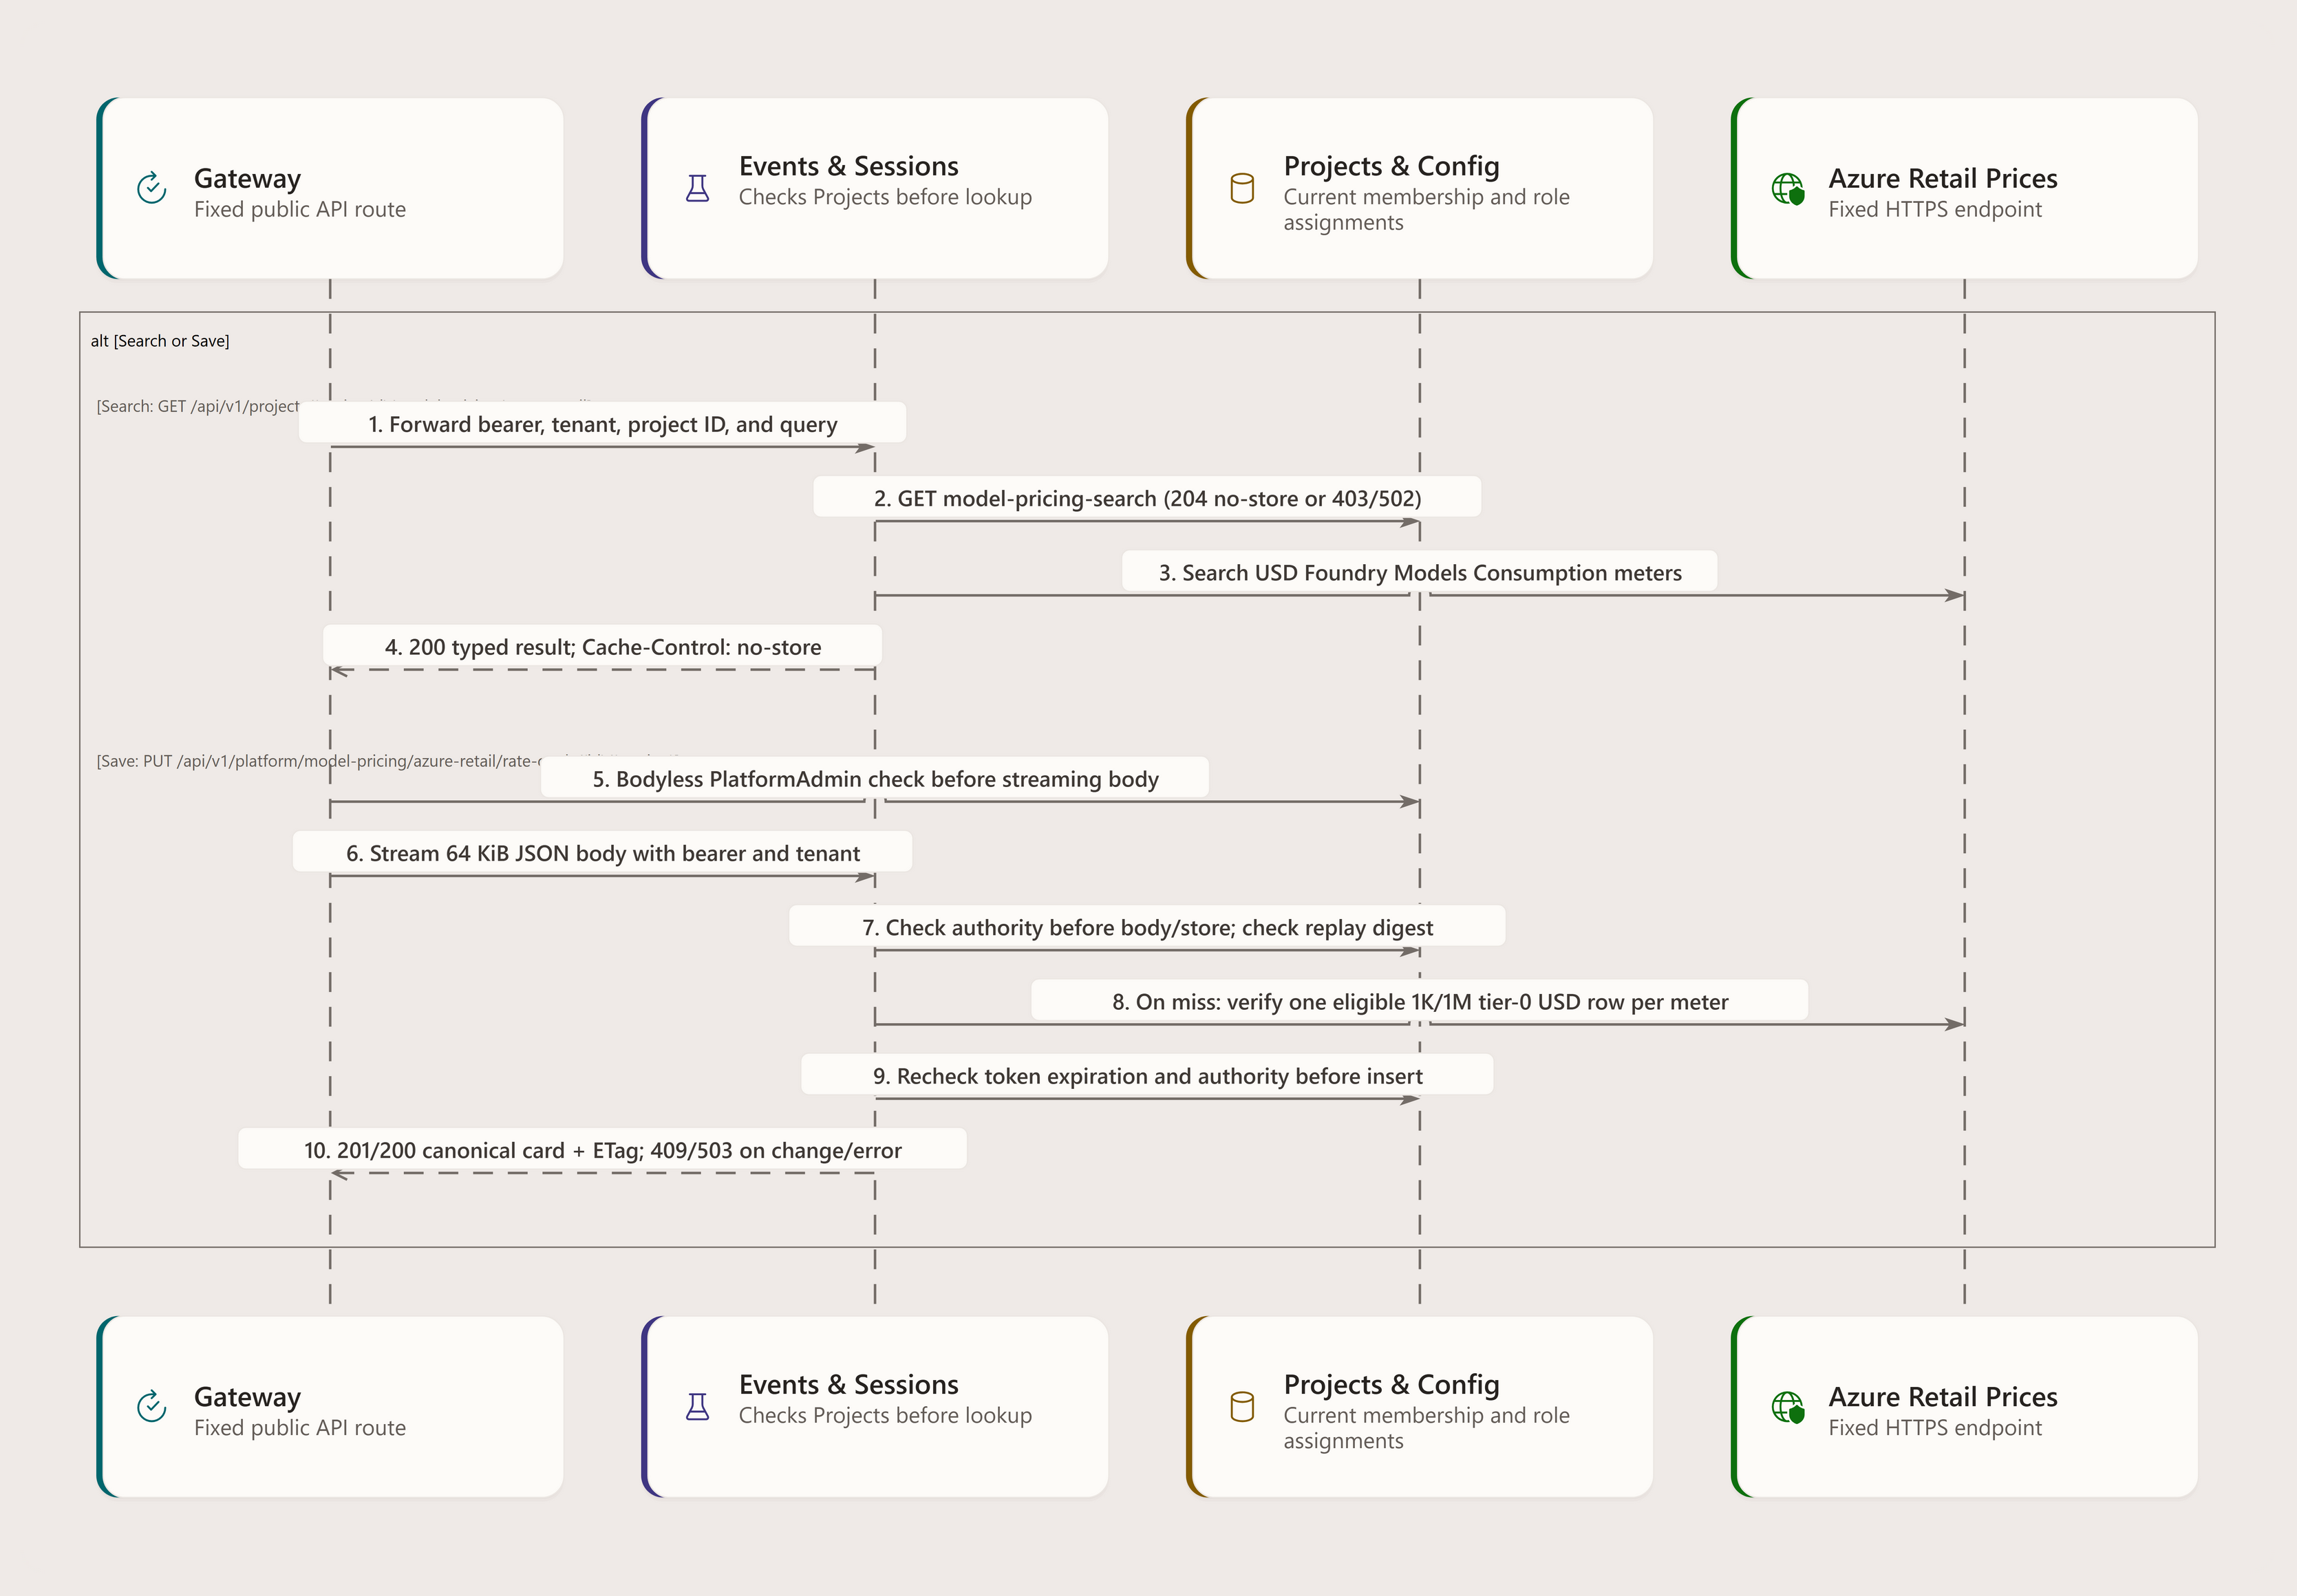 Gateway
Fixed public API route
Events & Sessions
Checks Projects before lookup
Projects & Config
Current membership and role
assignments
Azure Retail Prices
Fixed HTTPS endpoint
alt [Search or Save]
[Search: GET /api/v1/project
1. Forward bearer, tenant, project ID, and query
2. GET model-pricing-search (204 no-store or 403/502)
3. Search USD Foundry Models Consumption meters
4. 200 typed result; Cache-Control: no-store
[Save: PUT /api/v1/platform/model-pricing/azure-retail/rate-
5. Bodyless PlatformAdmin check before streaming body
6. Stream 64 KiB JSON body with bearer and tenant
7. Check authority before body/store; check replay digest
8. On miss: verify one eligible 1K/1M tier-0 USD row per meter
9. Recheck token expiration and authority before insert
10. 201/200 canonical card + ETag; 409/503 on change/error
Gateway
Fixed public API route
Events & Sessions
Checks Projects before lookup
Projects & Config
Current membership and role
assignments
Azure Retail Prices
Fixed HTTPS endpoint